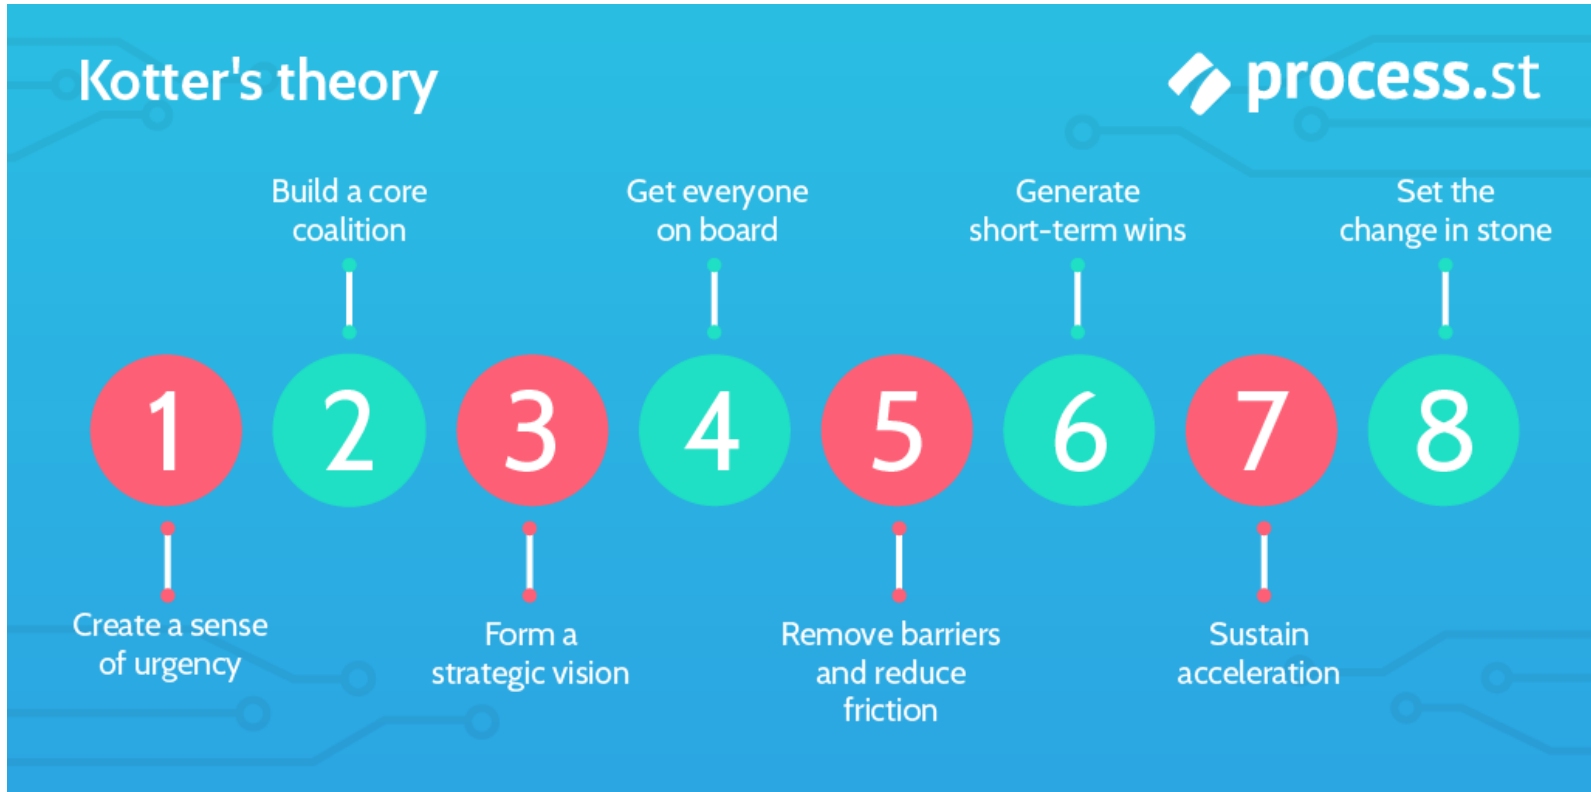 Kotter's theory
process.st
Build a core
coalition
Get everyone
on board
Generate
short-term wins
Set the
change in stone
1
2
3
4
5
6
7
8
Create a sense
of urgency
Form a
strategic vision
Remove barriers
and reduce
friction
Sustain
acceleration